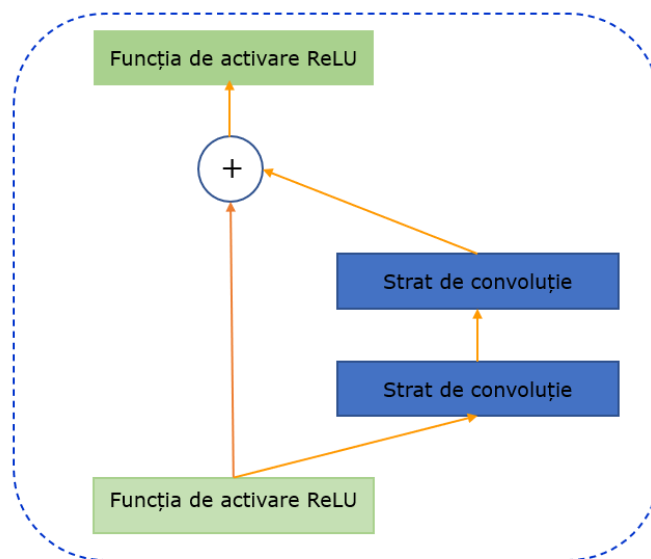 Funcția de activare ReLU
+
Strat de convoluție
Strat de convoluție
Funcția de activare ReLU